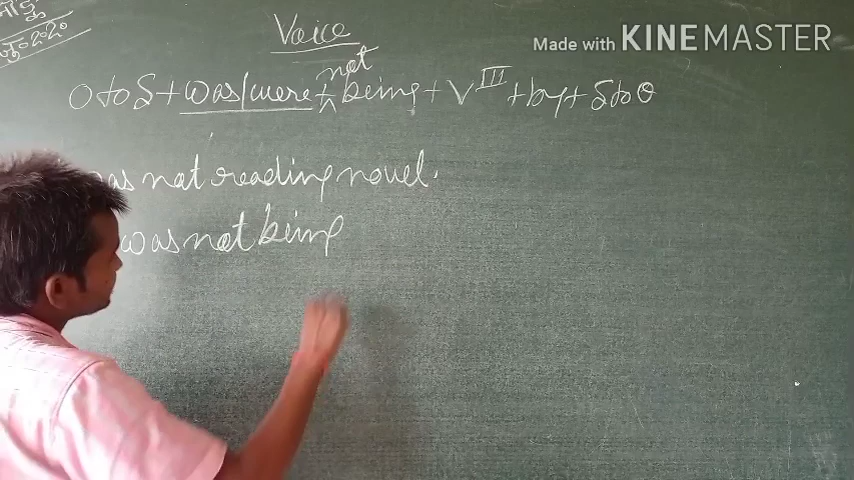 Voice
Made with KINEMASTER
not
O to S + was/were + being + V III + by + S to O
was not reading novel.
was not being